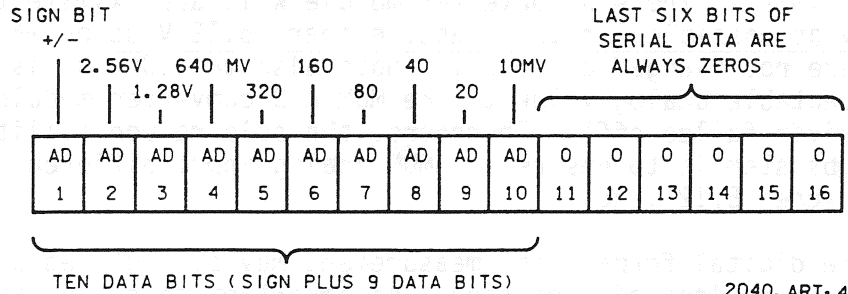 SIGN BIT
+/-
LAST SIX BITS OF
SERIAL DATA ARE
ALWAYS ZEROS
2.56V 640 MV 160 40 10MV
1.28V 320 80 20
AD AD AD AD AD AD AD AD AD AD 0 0 0 0 0 0
1 2 3 4 5 6 7 8 9 10 11 12 13 14 15 16
TEN DATA BITS (SIGN PLUS 9 DATA BITS)
2040.ART:4